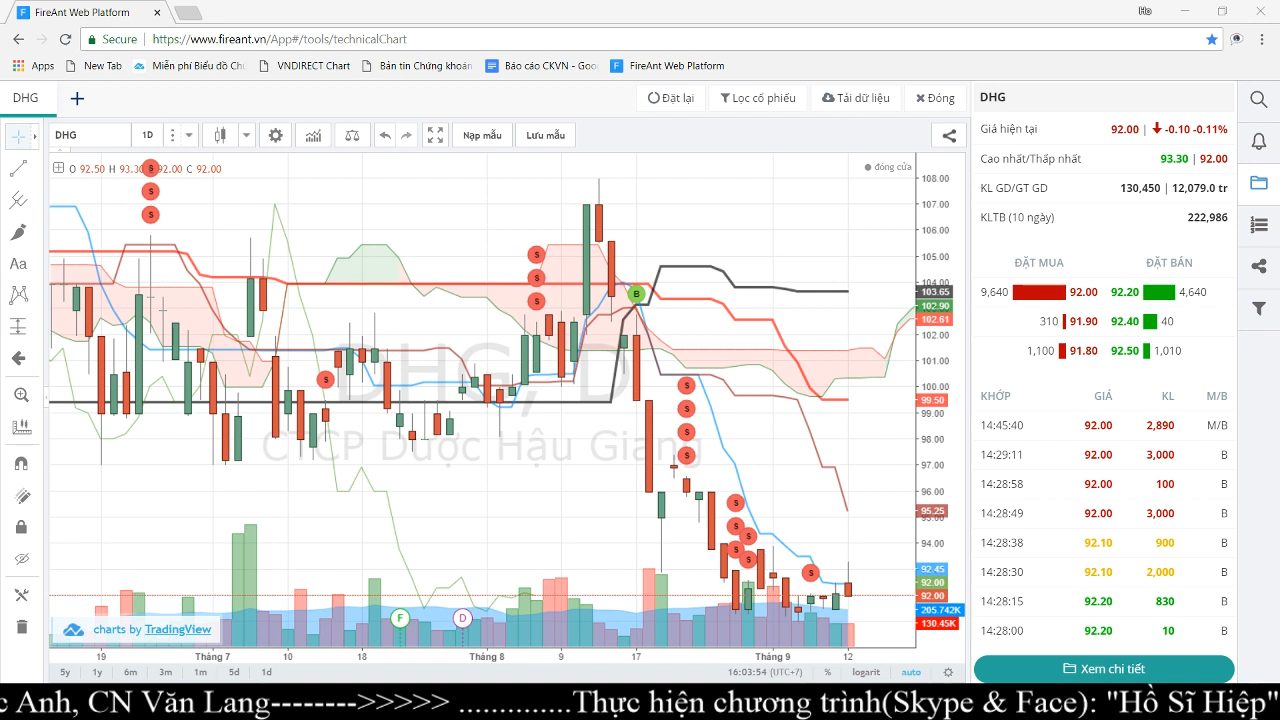 FireAnt Web Platform
Secure https://www.fireant.vn/App#/tools/technicalChart
Apps New Tab Miễn phí Biểu đồ Chu VNDIRECT Chart Bản tin Chứng khoán Báo cáo CKVN - Goo FireAnt Web Platform
DHG Đặt lại Lọc cổ phiếu Tải dữ liệu Đóng
DHG 1D Nạp mẫu Lưu mẫu
O 92.50 H 93.30 92.00 C 92.00
đóng cửa
DHG, D
CTCP Dược Hậu Giang
S
S
S
S
S
S
S
B
S
S
S
S
S
S
S
S
S
S
F
D
108.00
107.00
106.00
105.00
104.00
103.65
102.90
102.61
102.00
101.00
100.00
99.50
99.00
98.00
97.00
96.00
95.25
95.00
94.00
92.45
92.00
92.00
205.742K
130.45K
charts by TradingView
19 Tháng 7 10 18 Tháng 8 9 17 Tháng 9 12
5y 1y 6m 3m 1m 5d 1d 16:03:54 (UTC+7) % logarit auto
Aa
DHG
Giá hiện tại 92.00 | -0.10 -0.11%
Cao nhất/Thấp nhất 93.30 | 92.00
KL GD/GT GD 130,450 | 12,079.0 tr
KLTB (10 ngày) 222,986
ĐẶT MUA ĐẶT BÁN
9,640 92.00 92.20 4,640
310 91.90 92.40 40
1,100 91.80 92.50 1,010
KHỚP GIÁ KL M/B
14:45:40 92.00 2,890 M/B
14:29:11 92.00 3,000 B
14:28:58 92.00 100 B
14:28:49 92.00 3,000 B
14:28:38 92.10 900 B
14:28:30 92.10 2,000 B
14:28:15 92.20 830 B
14:28:00 92.20 10 B
Xem chi tiết
c Anh, CN Văn Lang-------->>>>> ..............Thực hiện chương trình(Skype & Face): "Hồ Sĩ Hiệp"